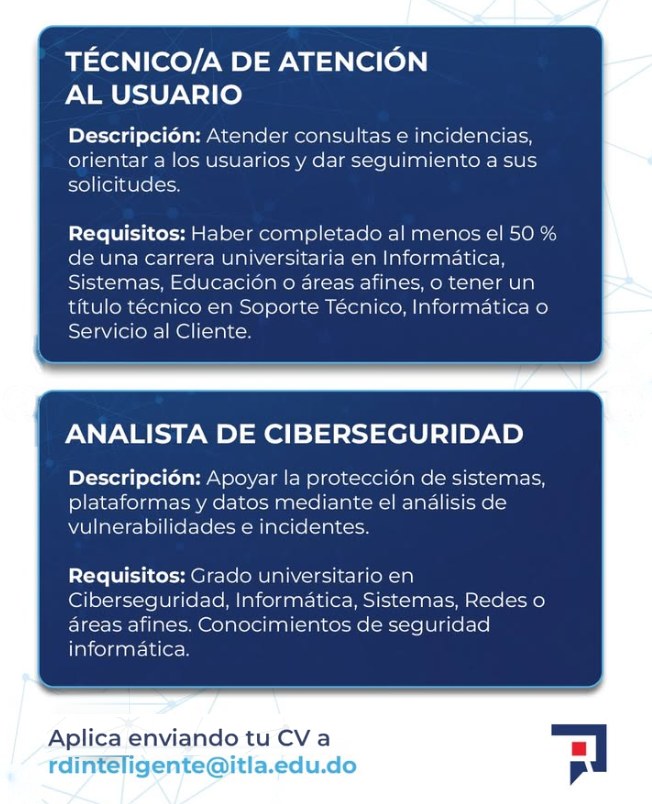 TÉCNICO/A DE ATENCIÓN
AL USUARIO
Descripción: Atender consultas e incidencias,
orientar a los usuarios y dar seguimiento a sus
solicitudes.
Requisitos: Haber completado al menos el 50 %
de una carrera universitaria en Informática,
Sistemas, Educación o áreas afines, o tener un
título técnico en Soporte Técnico, Informática o
Servicio al Cliente.
ANALISTA DE CIBERSEGURIDAD
Descripción: Apoyar la protección de sistemas,
plataformas y datos mediante el análisis de
vulnerabilidades e incidentes.
Requisitos: Grado universitario en
Ciberseguridad, Informática, Sistemas, Redes o
áreas afines. Conocimientos de seguridad
informática.
Aplica enviando tu CV a
rdinteligente@itla.edu.do